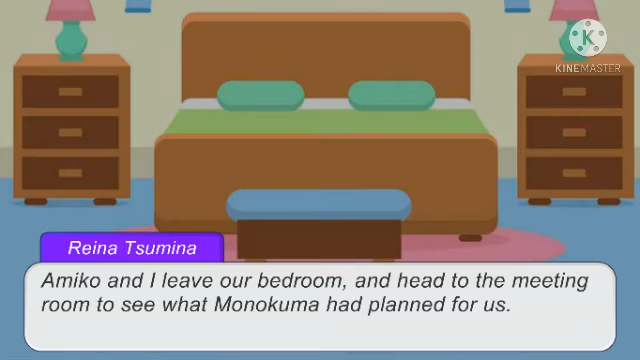 K
KINEMASTER
Reina Tsumina
Amiko and I leave our bedroom, and head to the meeting
room to see what Monokuma had planned for us.